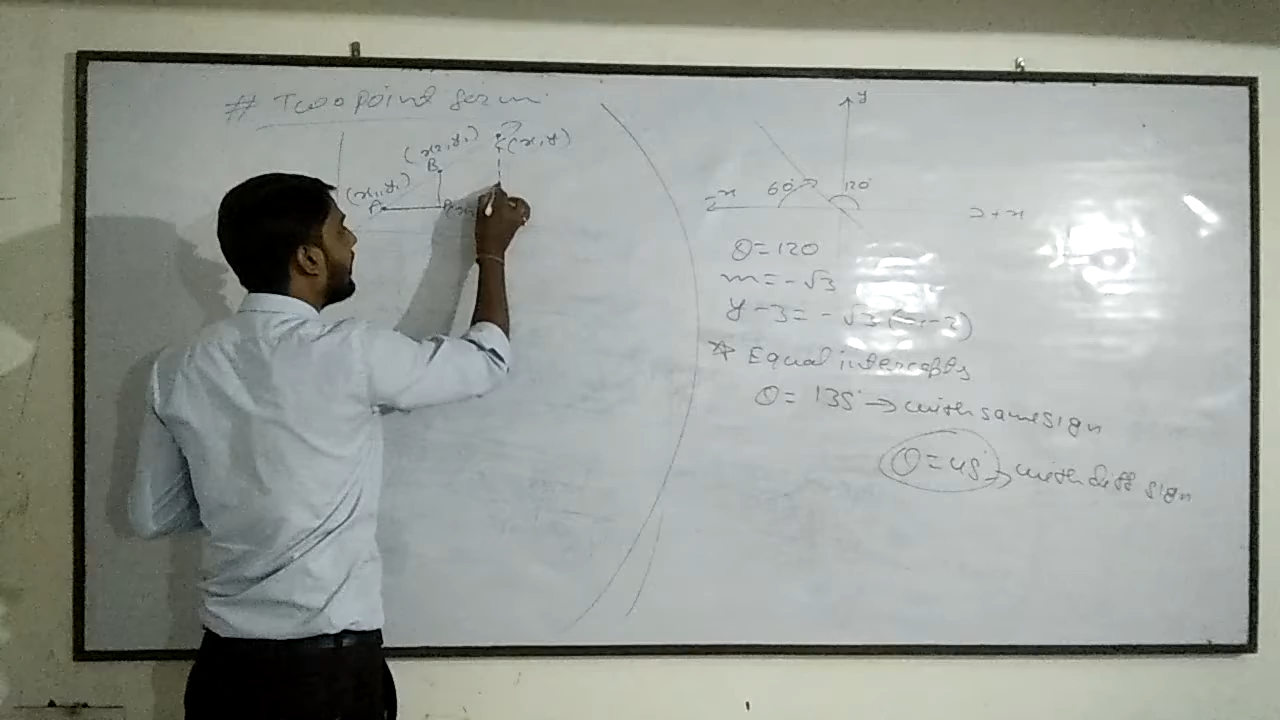 # Two point form
(x2, y2)
(x, y)
(x1, y1)
B
A
y
x
60°
120°
θ = 120
m = - √3
y - 3 = - √3 (
* Equal intercepts
θ = 135° → with same sign
θ = 45° → with diff sign